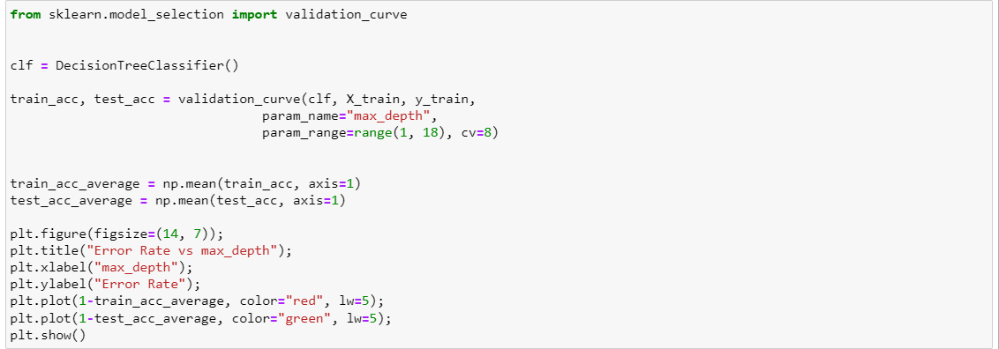 from sklearn.model_selection import validation_curve
clf = DecisionTreeClassifier()
train_acc, test_acc = validation_curve(clf, X_train, y_train,
                                 param_name="max_depth",
                                 param_range=range(1, 18), cv=8)
train_acc_average = np.mean(train_acc, axis=1)
test_acc_average = np.mean(test_acc, axis=1)
plt.figure(figsize=(14, 7));
plt.title("Error Rate vs max_depth");
plt.xlabel("max_depth");
plt.ylabel("Error Rate");
plt.plot(1-train_acc_average, color="red", lw=5);
plt.plot(1-test_acc_average, color="green", lw=5);
plt.show()